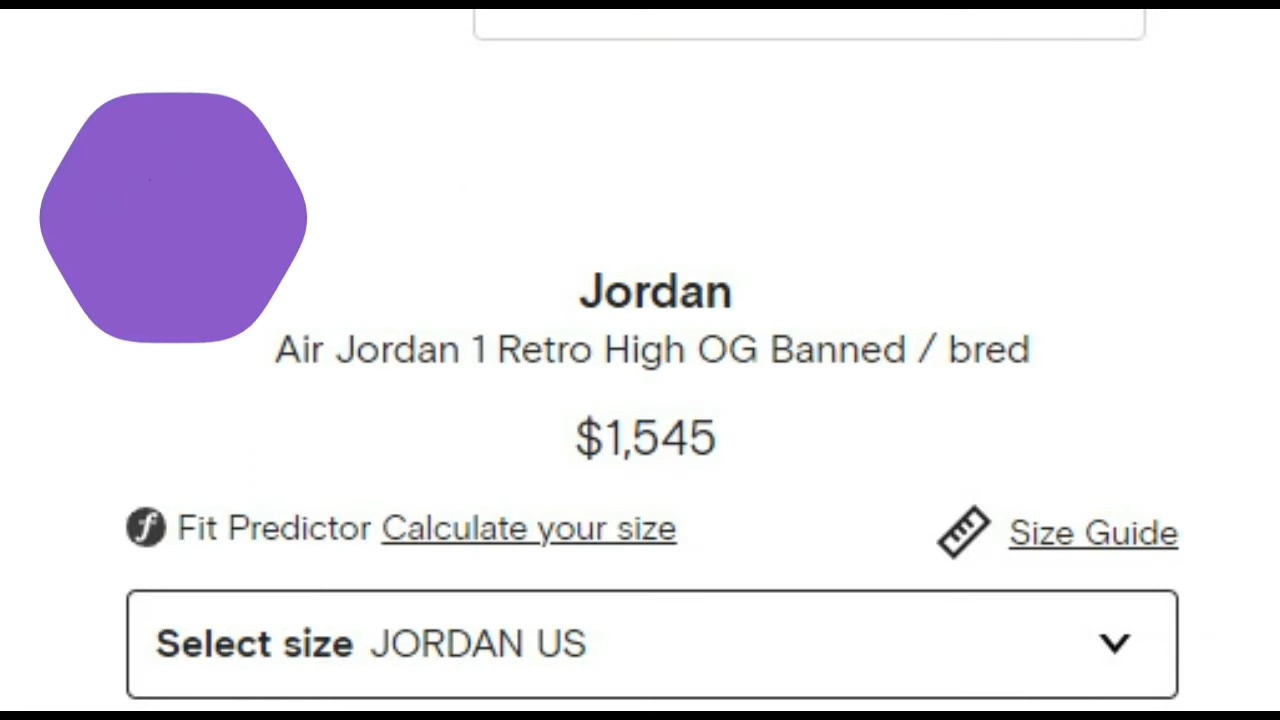 Jordan
Air Jordan 1 Retro High OG Banned / bred
$1,545
Fit Predictor Calculate your size
Size Guide
Select size JORDAN US